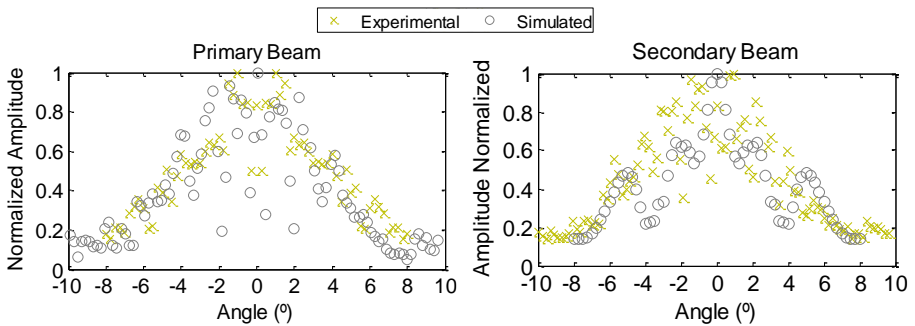 Experimental Simulated
Primary Beam
Normalized Amplitude
1
0.8
0.6
0.4
0.2
0
-10 -8 -6 -4 -2 0 2 4 6 8 10
Angle (º)
Secondary Beam
Amplitude Normalized
1
0.8
0.6
0.4
0.2
0
-10 -8 -6 -4 -2 0 2 4 6 8 10
Angle (º)